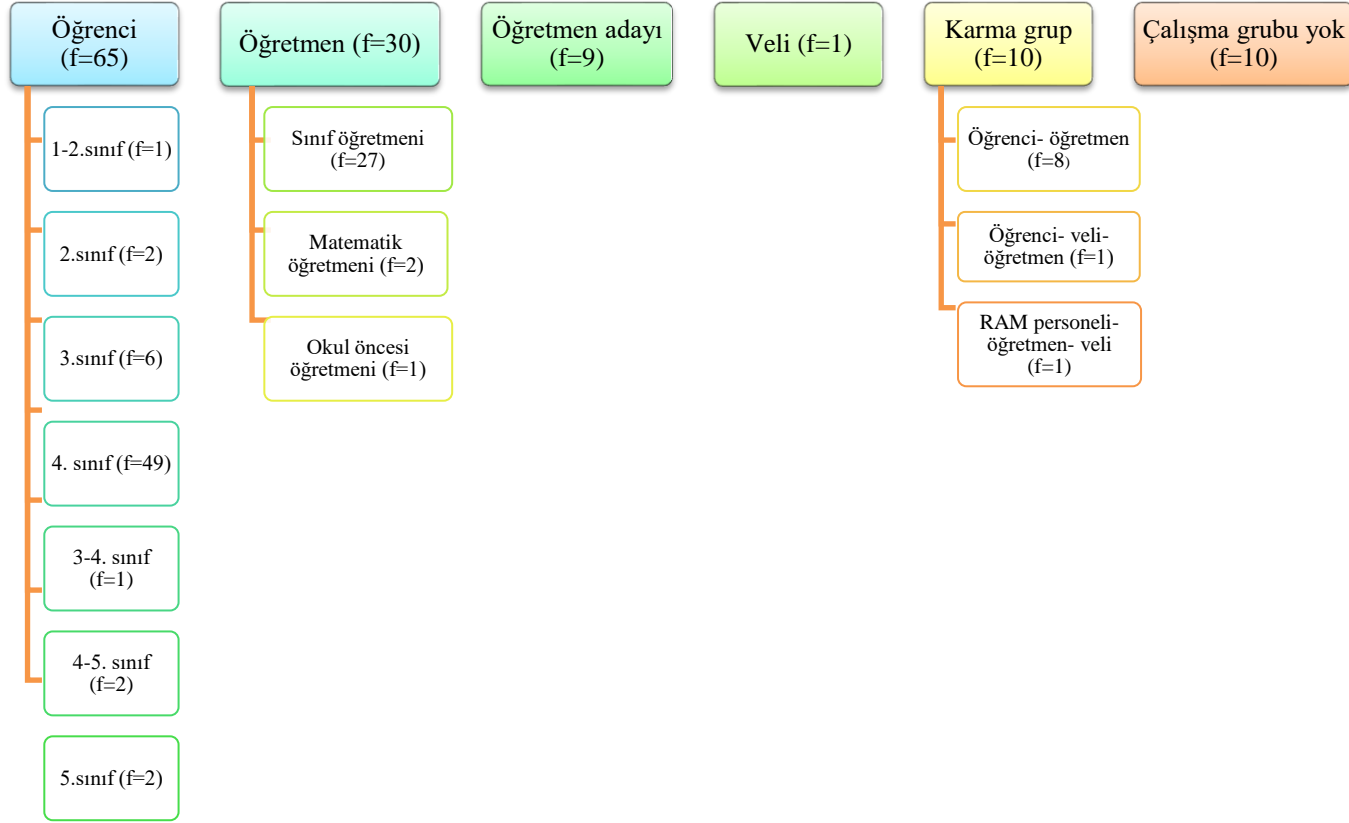 Öğrenci
(f=65)
1-2.sınıf (f=1)
2.sınıf (f=2)
3.sınıf (f=6)
4. sınıf (f=49)
3-4. sınıf
(f=1)
4-5. sınıf
(f=2)
5.sınıf (f=2)
Öğretmen (f=30)
Sınıf öğretmeni
(f=27)
Matematik
öğretmeni (f=2)
Okul öncesi
öğretmeni (f=1)
Öğretmen adayı
(f=9)
Veli (f=1)
Karma grup
(f=10)
Öğrenci- öğretmen
(f=8)
Öğrenci- veli-
öğretmen (f=1)
RAM personeli-
öğretmen- veli
(f=1)
Çalışma grubu yok
(f=10)